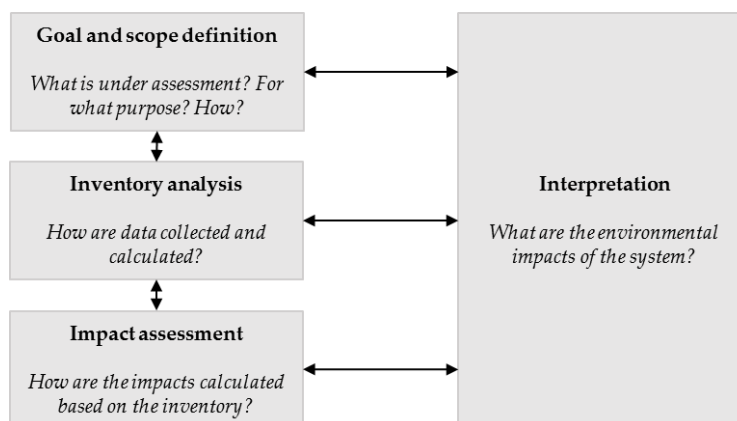 Goal and scope definition
What is under assessment? For
what purpose? How?
Inventory analysis
How are data collected and
calculated?
Impact assessment
How are the impacts calculated
based on the inventory?
Interpretation
What are the environmental
impacts of the system?